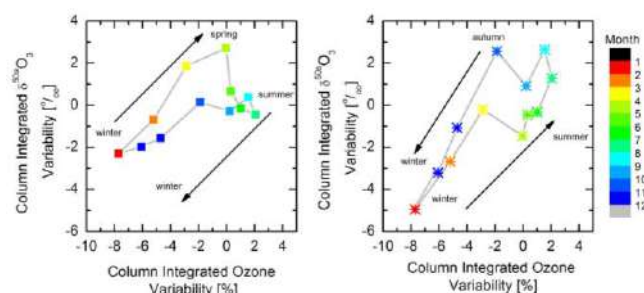 Column Integrated δ⁵⁰ˢO₃
Variability [°/∞]
4
2
0
-2
-4
-6
spring
summer
winter
winter
-10 -8 -6 -4 -2 0 2 4
Column Integrated Ozone
Variability [%]
Column Integrated δ⁵⁰ᵃO₃
Variability [°/∞]
4
2
0
-2
-4
-6
autumn
winter
summer
winter
-10 -8 -6 -4 -2 0 2 4
Column Integrated Ozone
Variability [%]
Month
1
2
3
4
5
6
7
8
9
10
11
12